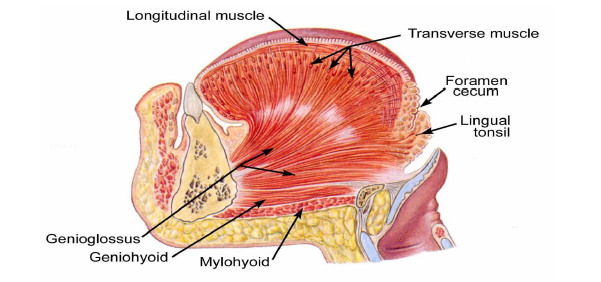 Longitudinal muscle
Transverse muscle
Foramen
cecum
Lingual
tonsil
Genioglossus
Geniohyoid
Mylohyoid